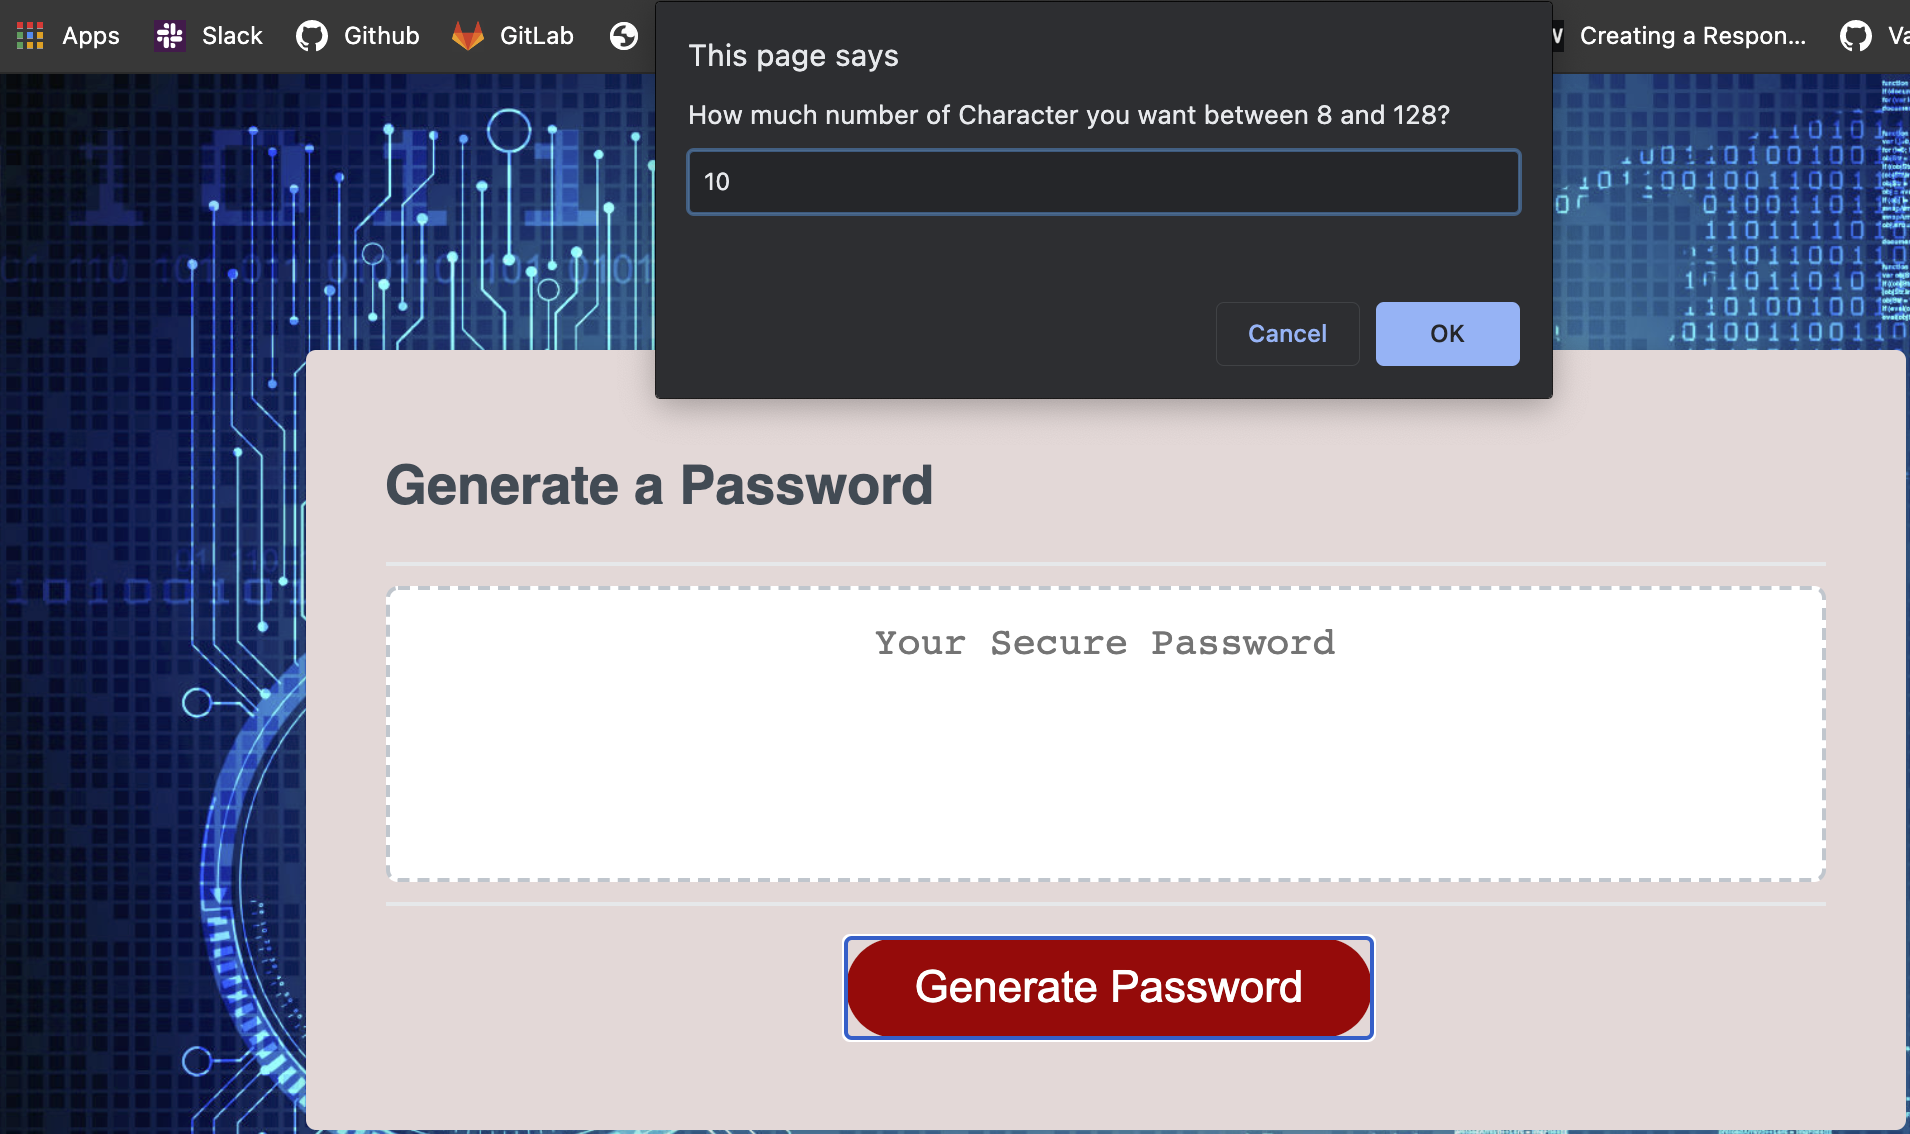 Apps Slack Github GitLab Creating a Respon...
This page says
How much number of Character you want between 8 and 128?
10
Cancel OK
Generate a Password
Your Secure Password
Generate Password